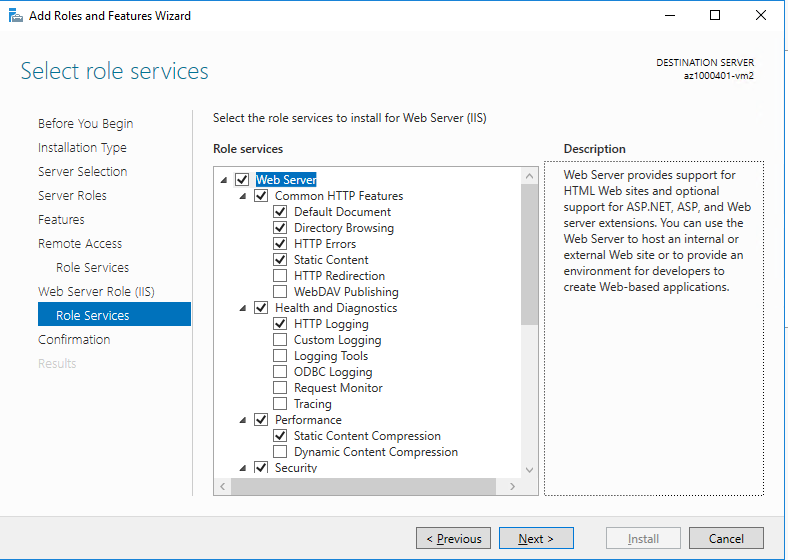 Add Roles and Features Wizard
Select role services
DESTINATION SERVER
az1000401-vm2
Before You Begin
Installation Type
Server Selection
Server Roles
Features
Remote Access
Role Services
Web Server Role (IIS)
Role Services
Confirmation
Results
Select the role services to install for Web Server (IIS)
Role services
Web Server
Common HTTP Features
Default Document
Directory Browsing
HTTP Errors
Static Content
HTTP Redirection
WebDAV Publishing
Health and Diagnostics
HTTP Logging
Custom Logging
Logging Tools
ODBC Logging
Request Monitor
Tracing
Performance
Static Content Compression
Dynamic Content Compression
Security
Description
Web Server provides support for
HTML Web sites and optional
support for ASP.NET, ASP, and Web
server extensions. You can use the
Web Server to host an internal or
external Web site or to provide an
environment for developers to
create Web-based applications.
< Previous
Next >
Install
Cancel